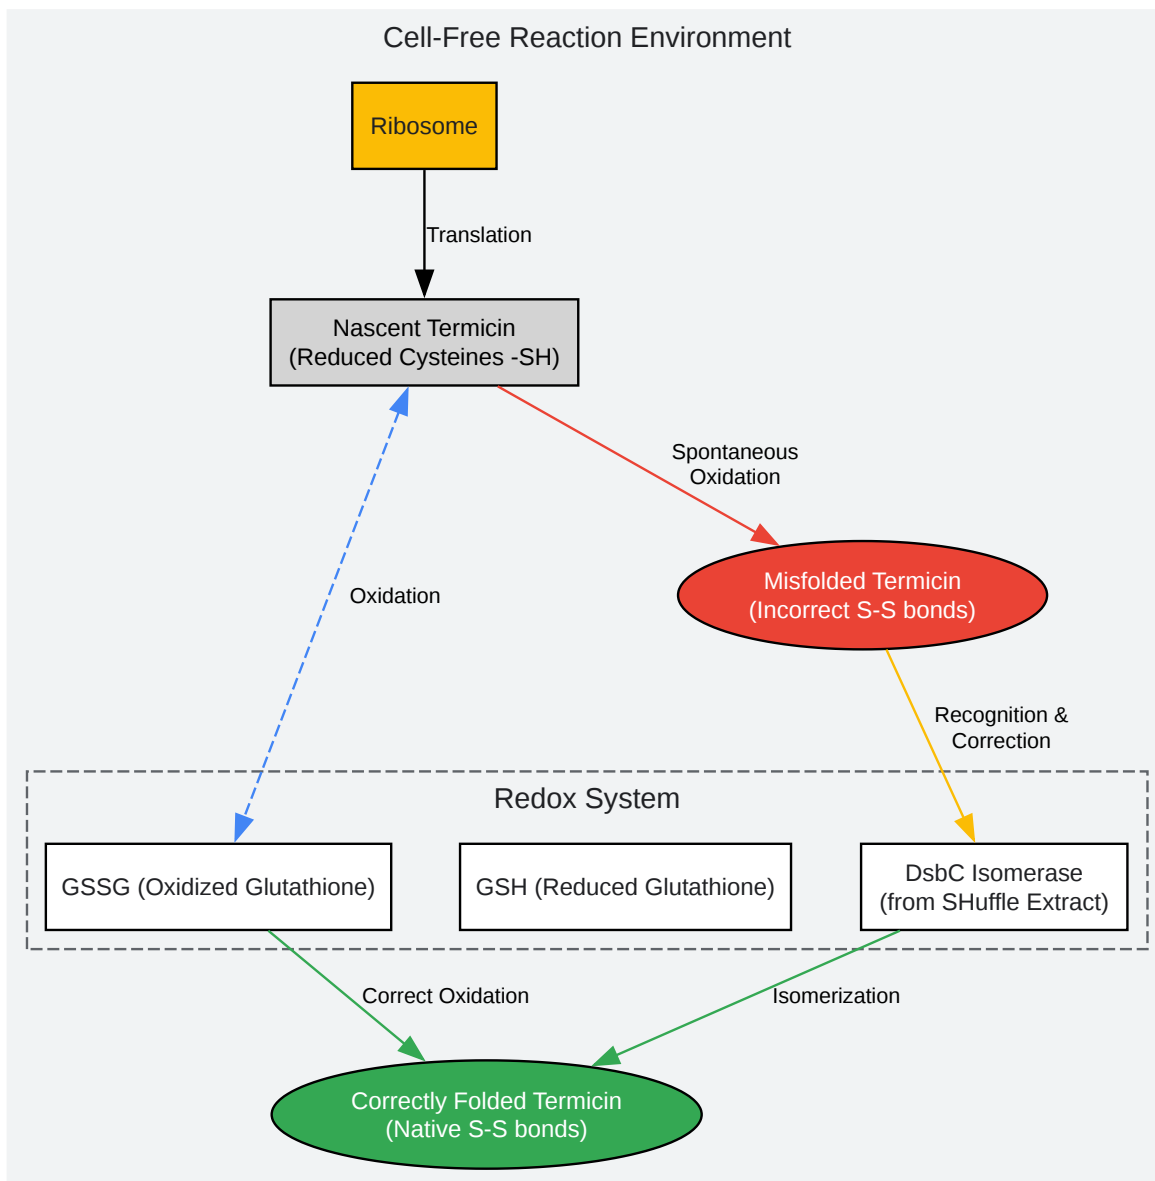 Cell-Free Reaction Environment
Ribosome
Translation
Nascent Termicin
(Reduced Cysteines -SH)
Spontaneous
Oxidation
Misfolded Termicin
(Incorrect S-S bonds)
Oxidation
Recognition &
Correction
Redox System
GSSG (Oxidized Glutathione)
GSH (Reduced Glutathione)
DsbC Isomerase
(from SHuffle Extract)
Correct Oxidation
Isomerization
Correctly Folded Termicin
(Native S-S bonds)